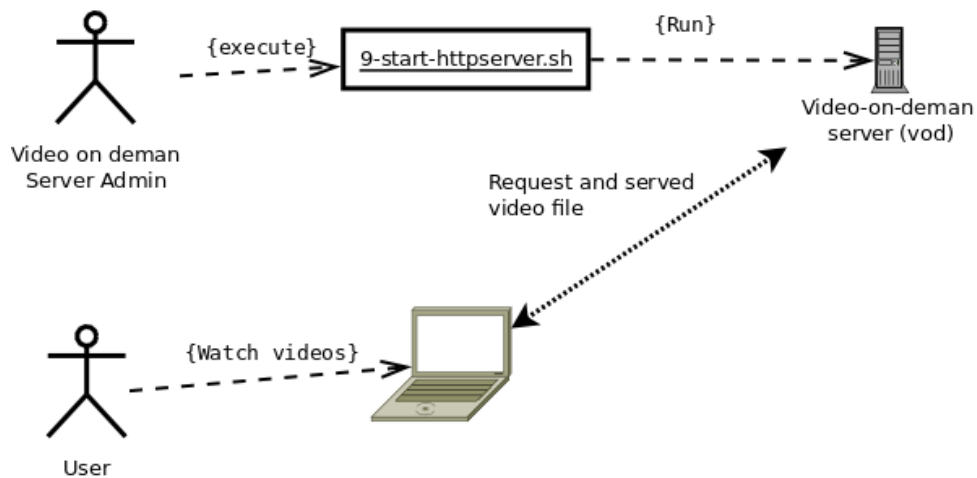 {execute}
9-start-httpserver.sh
{Run}
Video on deman
Server Admin
Video-on-deman
server (vod)
Request and served
video file
{Watch videos}
User